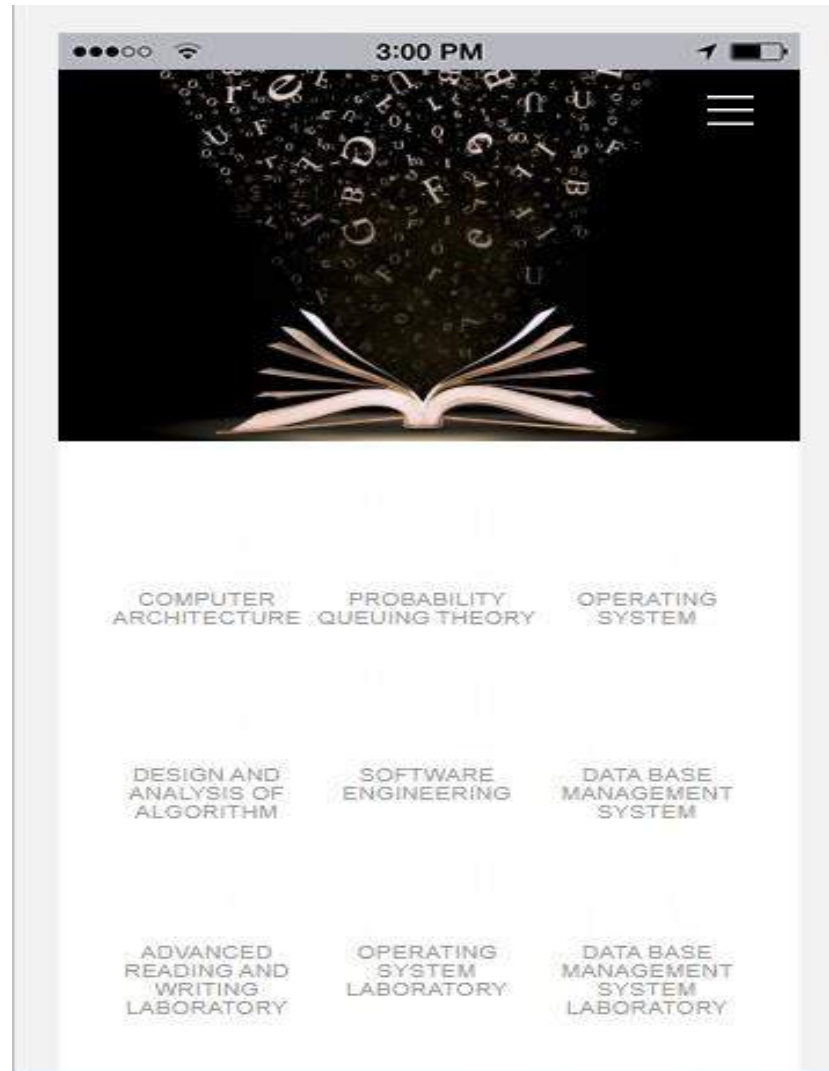 3:00 PM
COMPUTER ARCHITECTURE
PROBABILITY QUEUING THEORY
OPERATING SYSTEM
DESIGN AND ANALYSIS OF ALGORITHM
SOFTWARE ENGINEERING
DATA BASE MANAGEMENT SYSTEM
ADVANCED READING AND WRITING LABORATORY
OPERATING SYSTEM LABORATORY
DATA BASE MANAGEMENT SYSTEM LABORATORY